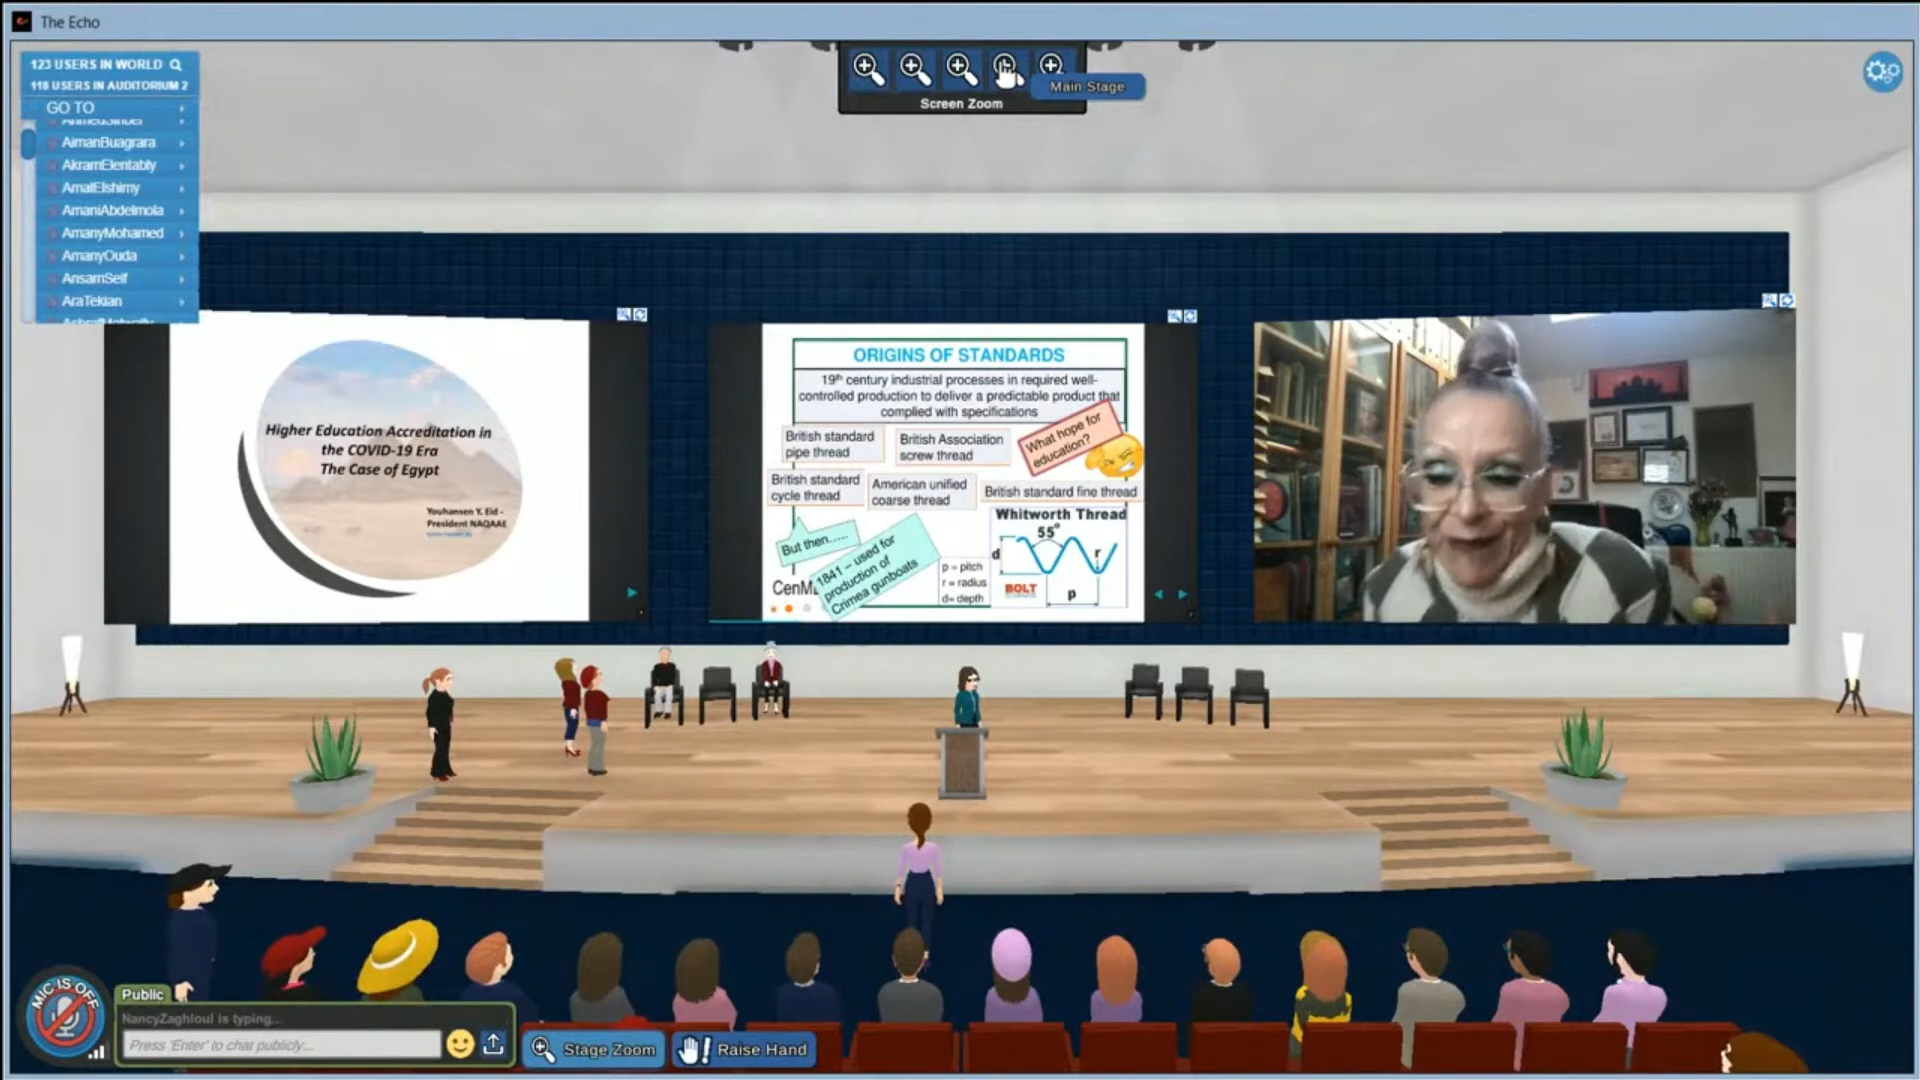 The Echo
123 USERS IN WORLD
118 USERS IN AUDITORIUM 2
GO TO
AimanBuagrara
AkramElentably
AmalElshimy
AmaniAbdelmola
AmanyMohamed
AmanyOuda
AnsamSeif
AraTekian
Main Stage
Screen Zoom
Higher Education Accreditation in
the COVID-19 Era
The Case of Egypt
Youhansen Y. Eid -
President NAQAAE
ORIGINS OF STANDARDS
19th century industrial processes in required well-
controlled production to deliver a predictable product that
complied with specifications
British standard
pipe thread
British Association
screw thread
What hope for
education?
British standard
cycle thread
American unified
coarse thread
British standard fine thread
But then.....
1841 – used for
production of
Crimea gunboats
CenM
p = pitch
r = radius
d= depth
Whitworth Thread
55°
d
r
p
BOLT
MIC IS OFF
Public
NancyZaghloul is typing...
Press 'Enter' to chat publicly...
Stage Zoom
Raise Hand